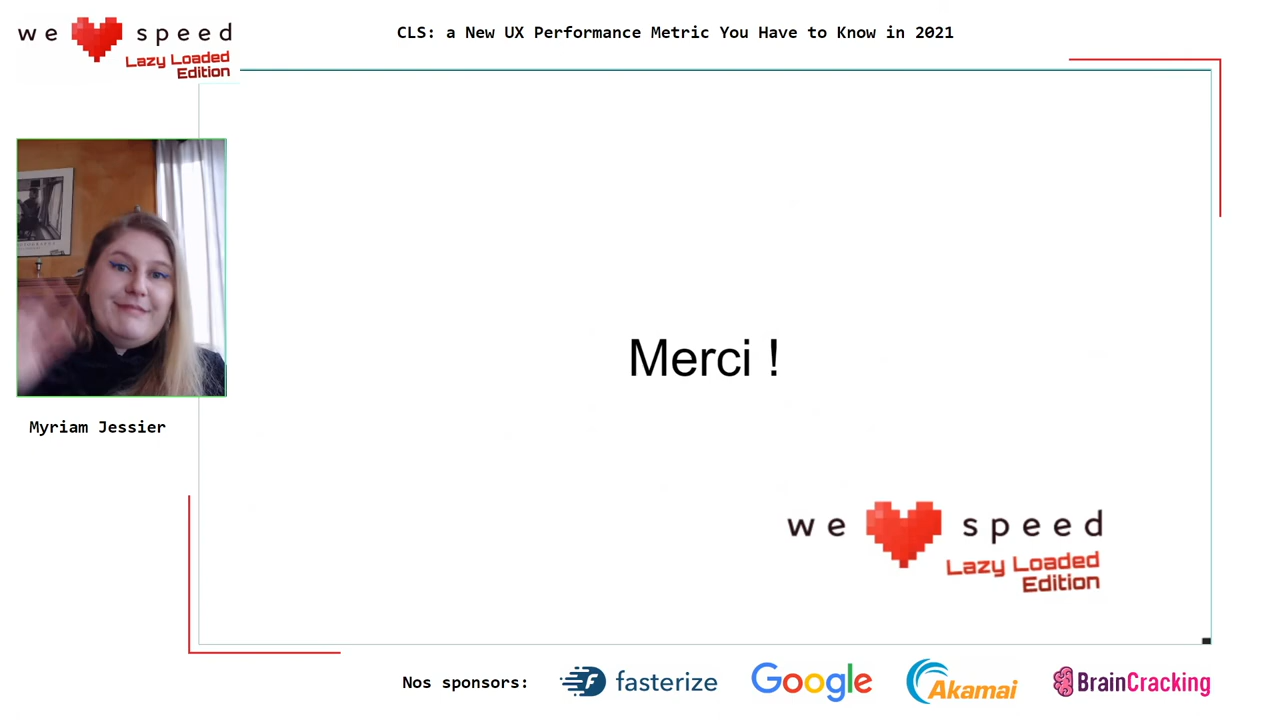 we speed
Lazy Loaded
Edition
CLS: a New UX Performance Metric You Have to Know in 2021
Myriam Jessier
Merci !
we speed
Lazy Loaded
Edition
Nos sponsors: fasterize Google Akamai BrainCracking